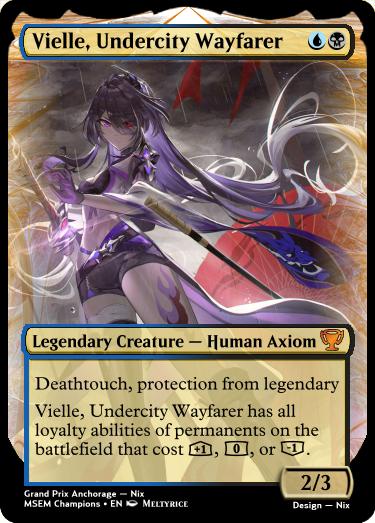 Vielle, Undercity Wayfarer
Legendary Creature — Human Axiom
Deathtouch, protection from legendary
Vielle, Undercity Wayfarer has all
loyalty abilities of permanents on the
battlefield that cost +1, 0, or -1.
2/3
Grand Prix Anchorage — Nix
MSEM Champions • EN Meltyrice
Design — Nix